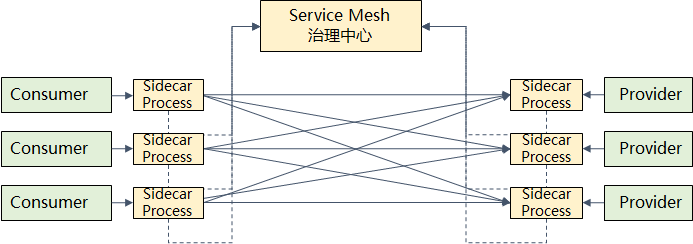 Service Mesh
治理中心
Consumer
Sidecar
Process
Sidecar
Process
Provider
Consumer
Sidecar
Process
Sidecar
Process
Provider
Consumer
Sidecar
Process
Sidecar
Process
Provider